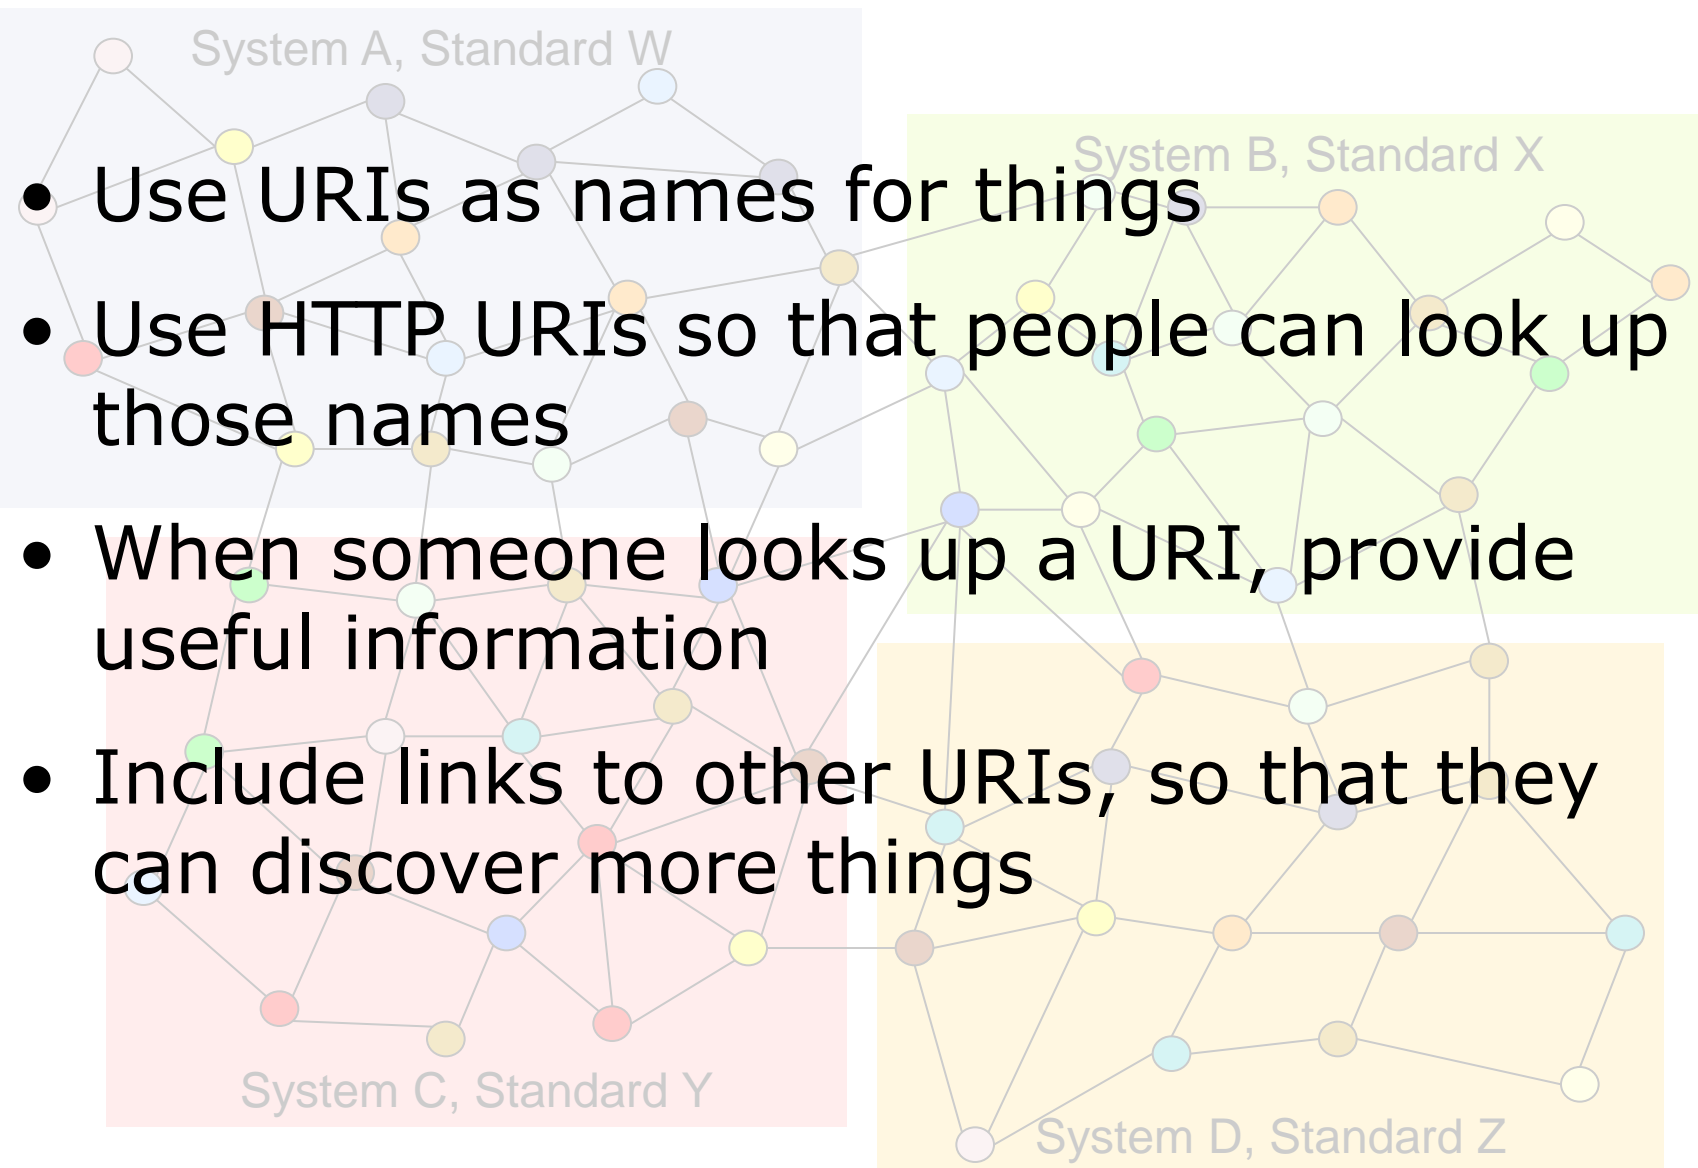 System A, Standard W
System B, Standard X
• Use URIs as names for things
• Use HTTP URIs so that people can look up
those names
• When someone looks up a URI, provide
useful information
• Include links to other URIs, so that they
can discover more things
System C, Standard Y
System D, Standard Z